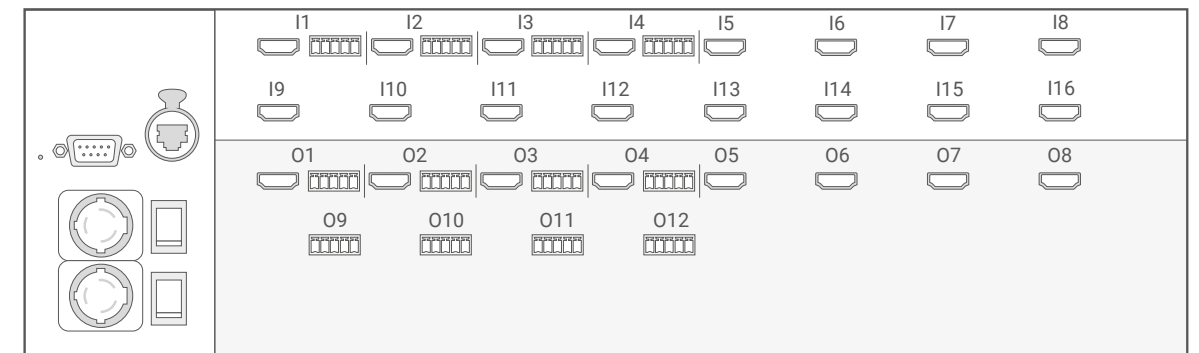 I1 I2 I3 I4 I5 I6 I7 I8
I9 I10 I11 I12 I13 I14 I15 I16
O1 O2 O3 O4 O5 O6 O7 O8
O9 O10 O11 O12